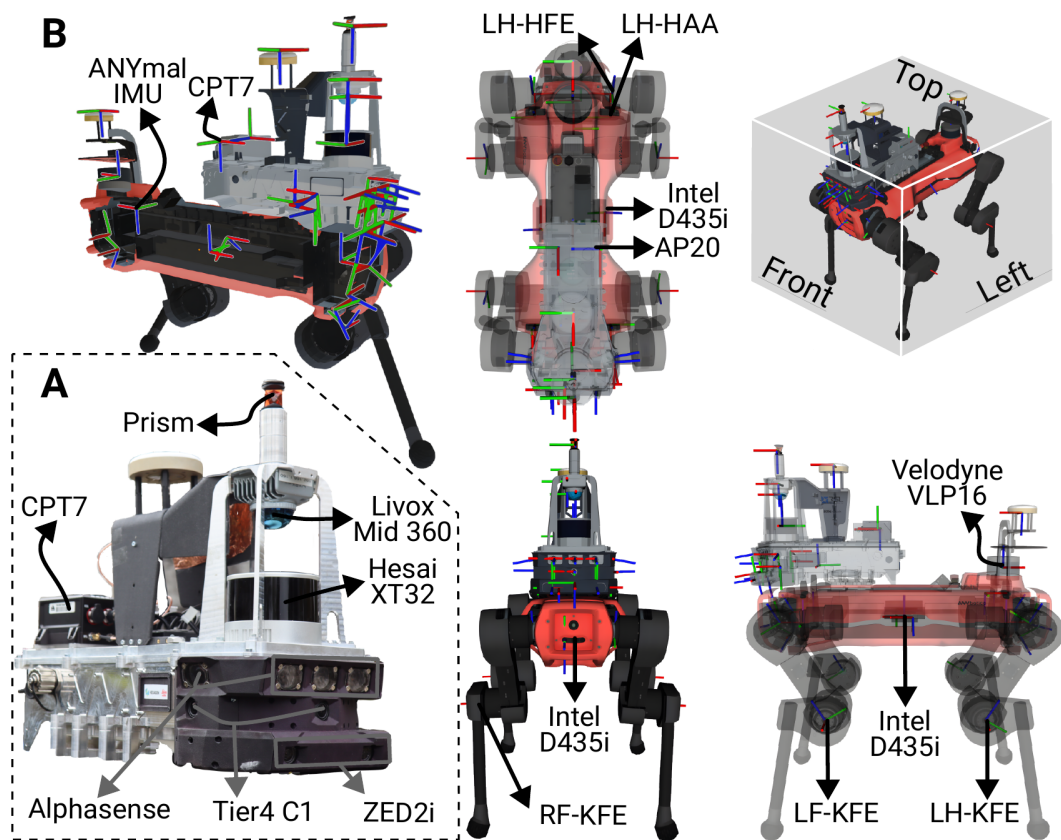 B
ANYmal
IMU
CPT7
LH-HFE
LH-HAA
Intel
D435i
AP20
Top
Front
Left
A
Prism
CPT7
Livox
Mid 360
Hesai
XT32
Alphasense
Tier4 C1
ZED2i
Intel
D435i
RF-KFE
Velodyne
VLP16
Intel
D435i
LF-KFE
LH-KFE